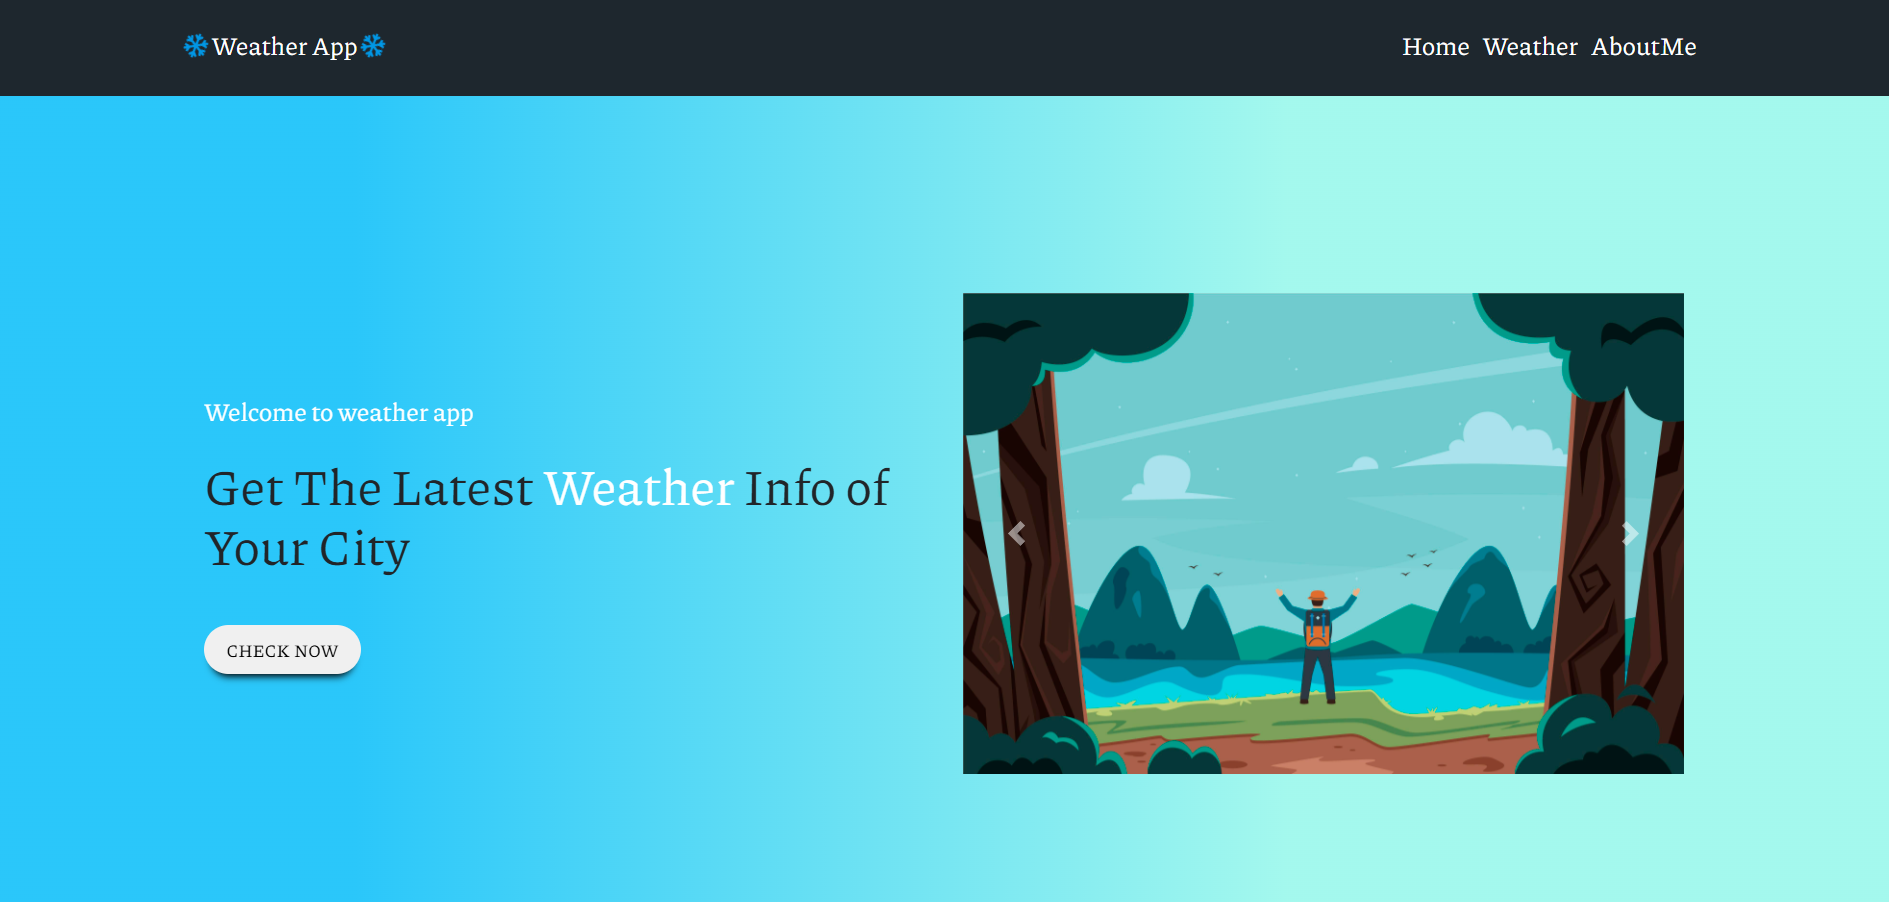 ❄Weather App❄
Home Weather AboutMe
Welcome to weather app
Get The Latest Weather Info of
Your City
CHECK NOW